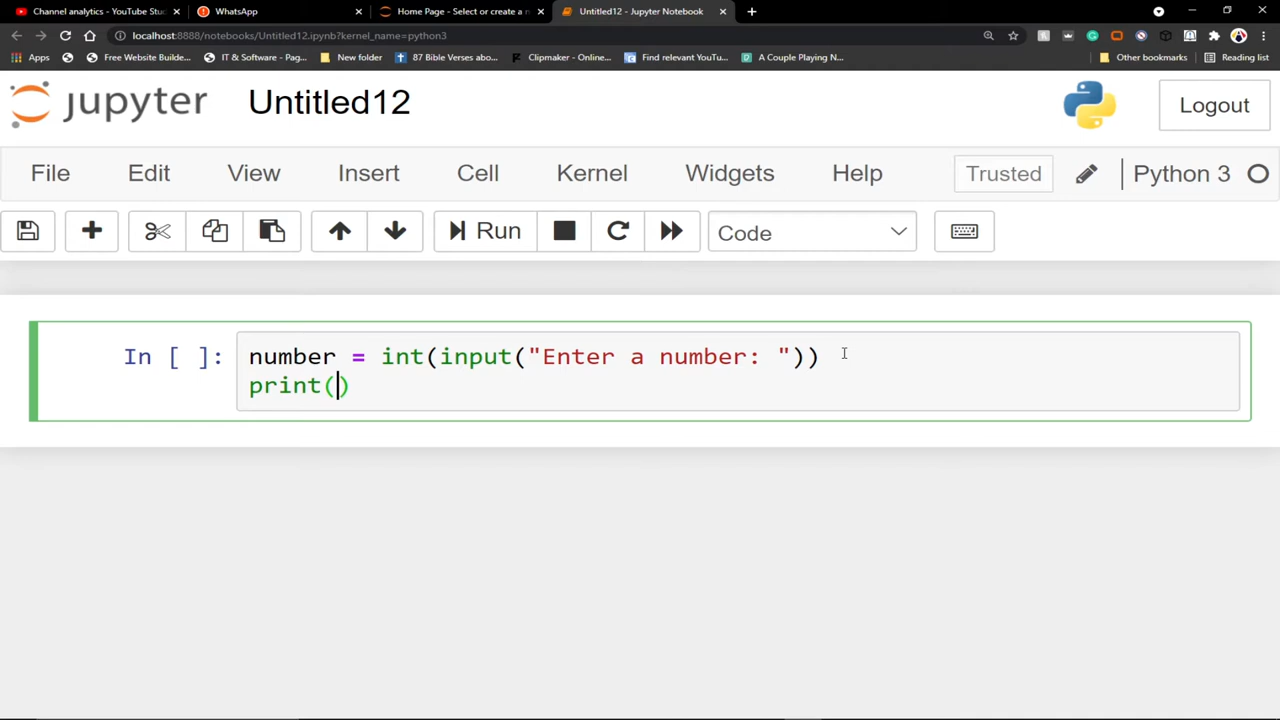 Channel analytics - YouTube Stu
WhatsApp
Home Page - Select or create a n
Untitled12 - Jupyter Notebook
localhost:8888/notebooks/Untitled12.ipynb?kernel_name=python3
Apps
Free Website Builde...
IT & Software - Pag...
New folder
87 Bible Verses abo...
Clipmaker - Online...
Find relevant YouTu...
A Couple Playing N...
Other bookmarks
Reading list
jupyter
Untitled12
Logout
File Edit View Insert Cell Kernel Widgets Help
Trusted
Python 3
Run
Code
In [ ]:
number = int(input("Enter a number: "))
print()